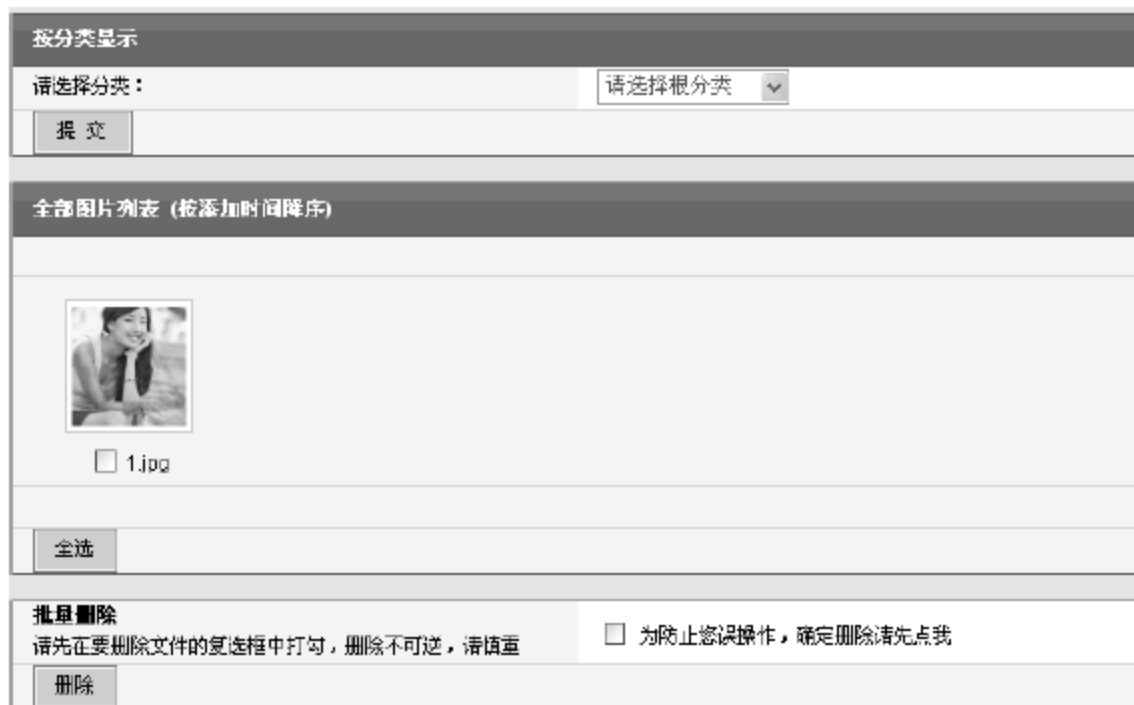 按分类显示
请选择分类：
请选择根分类
提 交
全部图片列表 (按添加时间降序)
1.jpg
全选
批量删除
请先在要删除文件的复选框中打勾，删除不可逆，请慎重
为防止您误操作，确定删除请先点我
删除